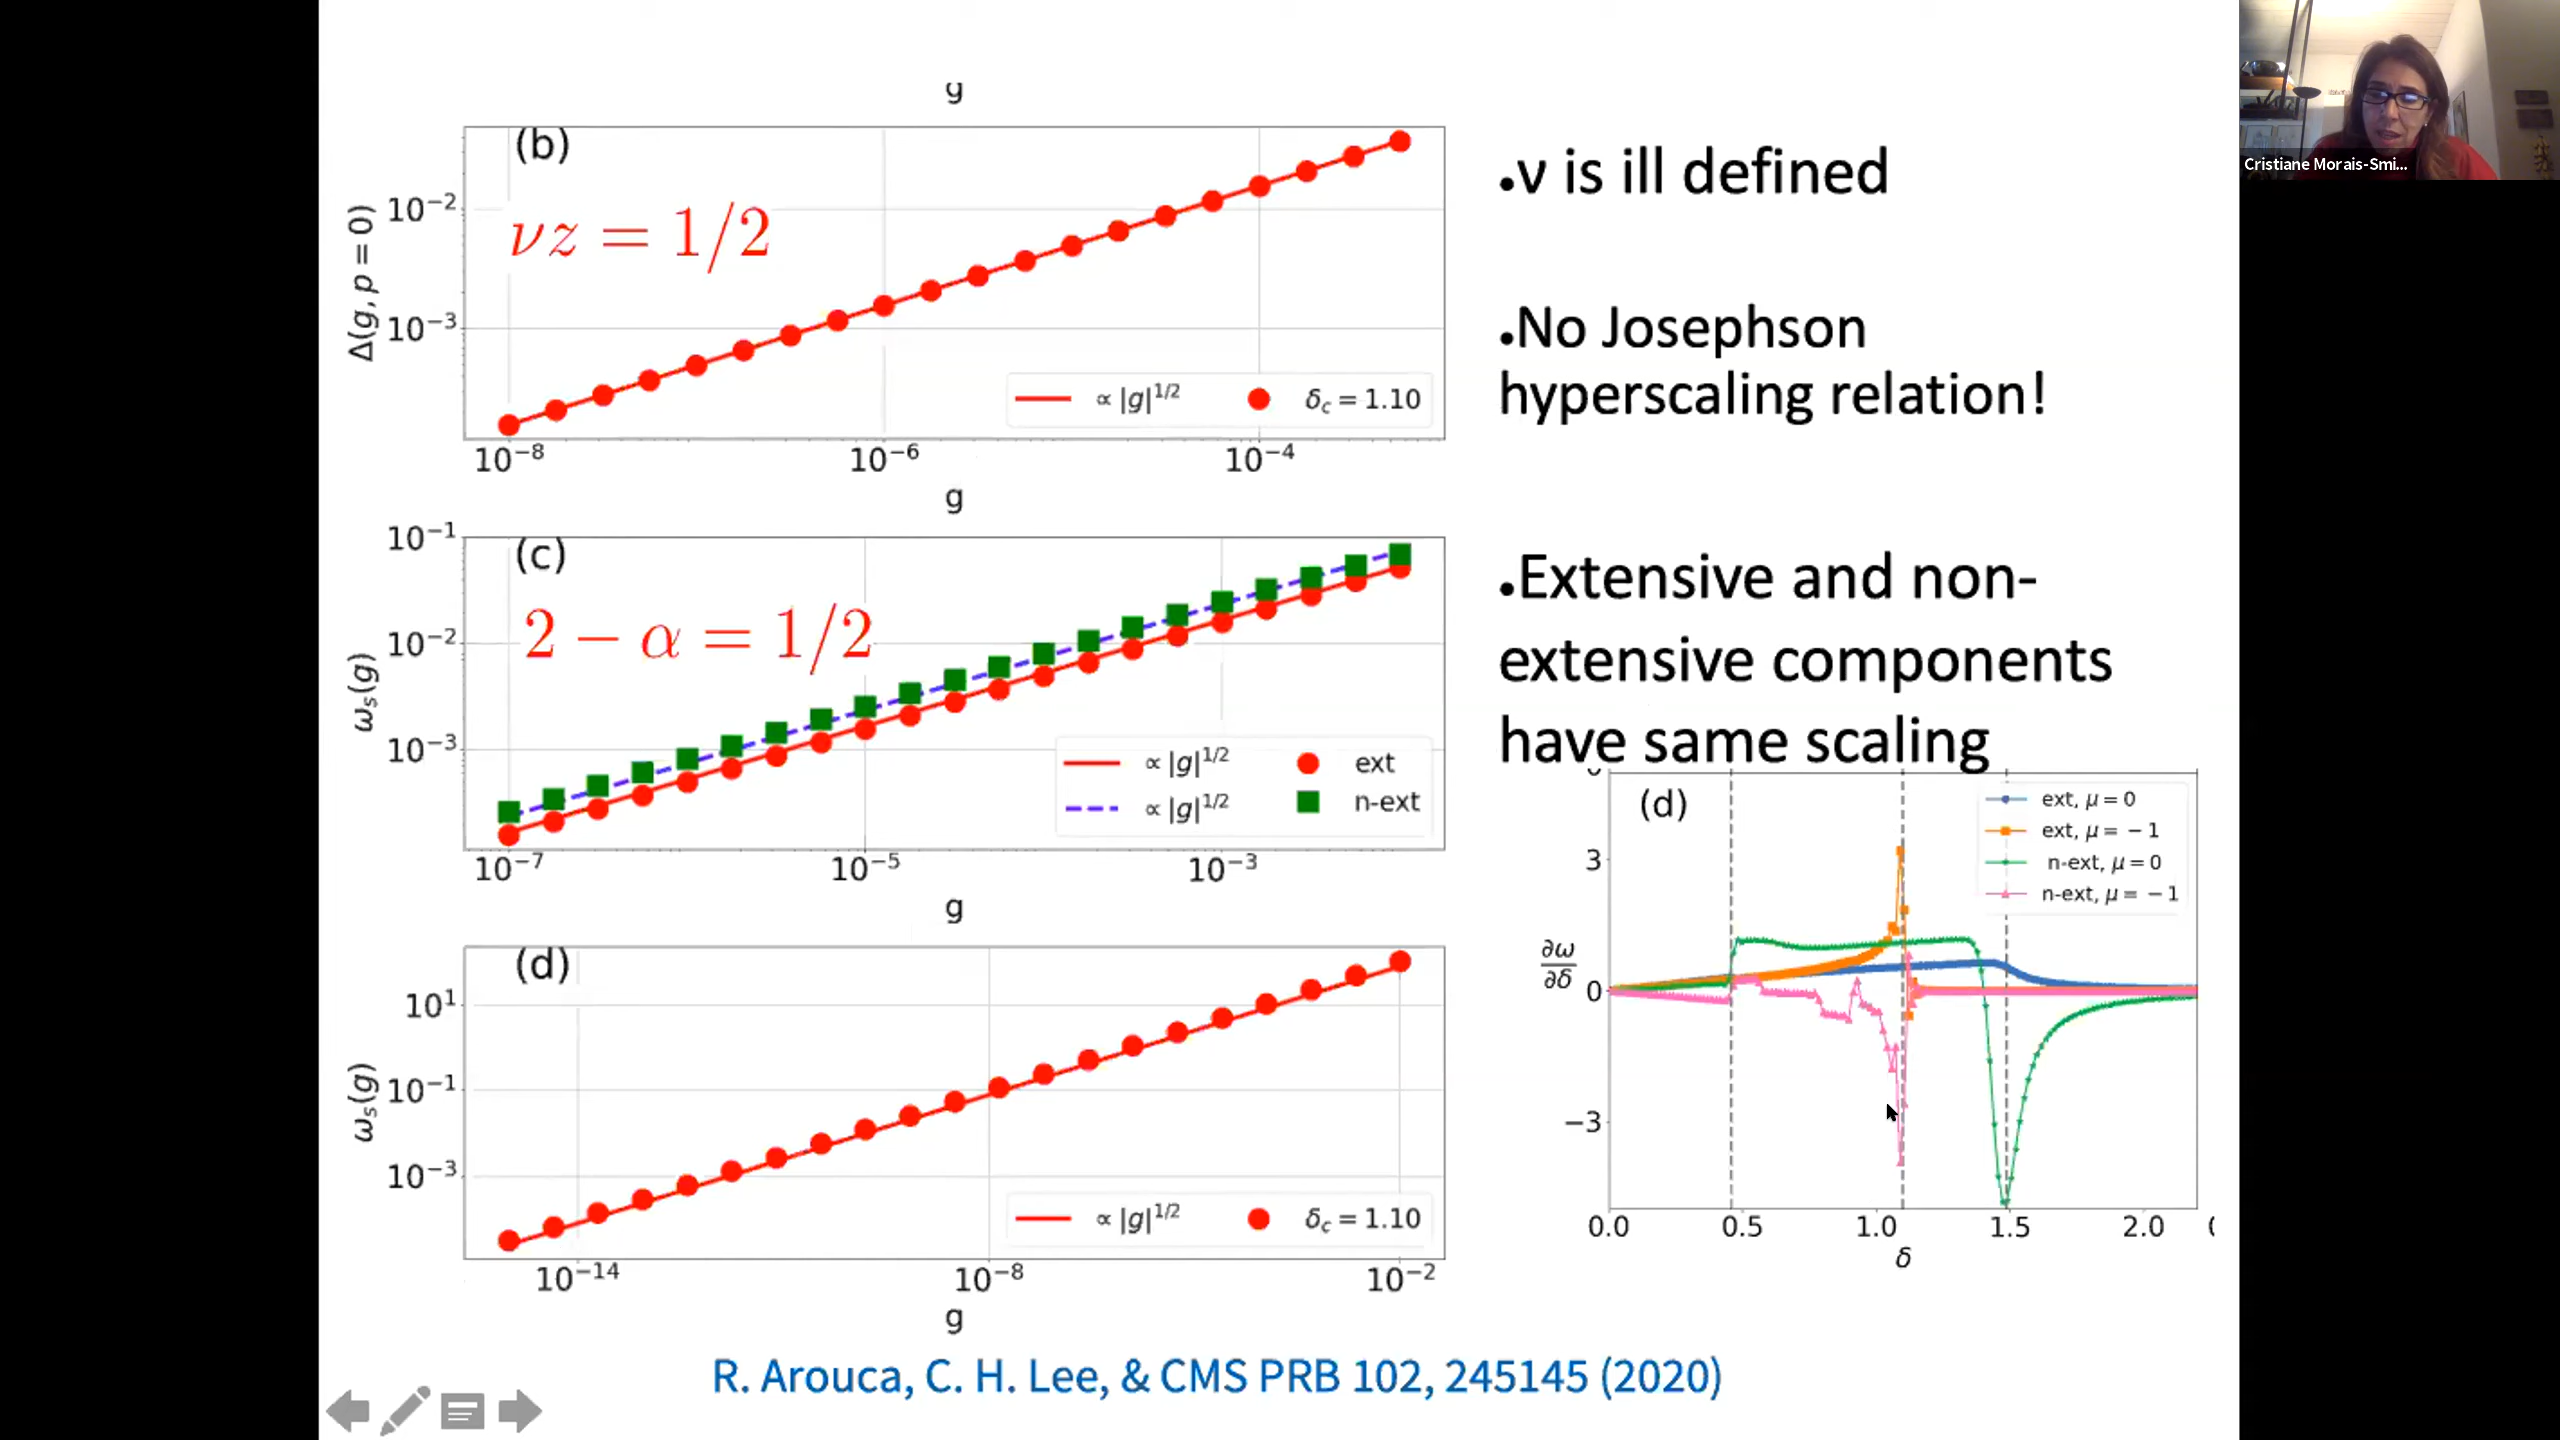 g
(b)
νz = 1/2
10⁻²
10⁻³
Δ(g, p = 0)
∝ |g|^1/2
δ_c = 1.10
10⁻⁸
10⁻⁶
10⁻⁴
g
(c)
2 − α = 1/2
10⁻¹
10⁻²
10⁻³
ω_s(g)
∝ |g|^1/2
ext
∝ |g|^1/2
n-ext
10⁻⁷
10⁻⁵
10⁻³
g
(d)
10¹
10⁻¹
10⁻³
ω_s(g)
∝ |g|^1/2
δ_c = 1.10
10⁻¹⁴
10⁻⁸
10⁻²
g
•ν is ill defined
•No Josephson
hyperscaling relation!
•Extensive and non-
extensive components
have same scaling
(d)
ext, μ = 0
ext, μ = − 1
n-ext, μ = 0
n-ext, μ = − 1
3
0
−3
∂ω
∂δ
0.0
0.5
1.0
1.5
2.0
δ
R. Arouca, C. H. Lee, & CMS PRB 102, 245145 (2020)
Cristiane Morais-Smi...